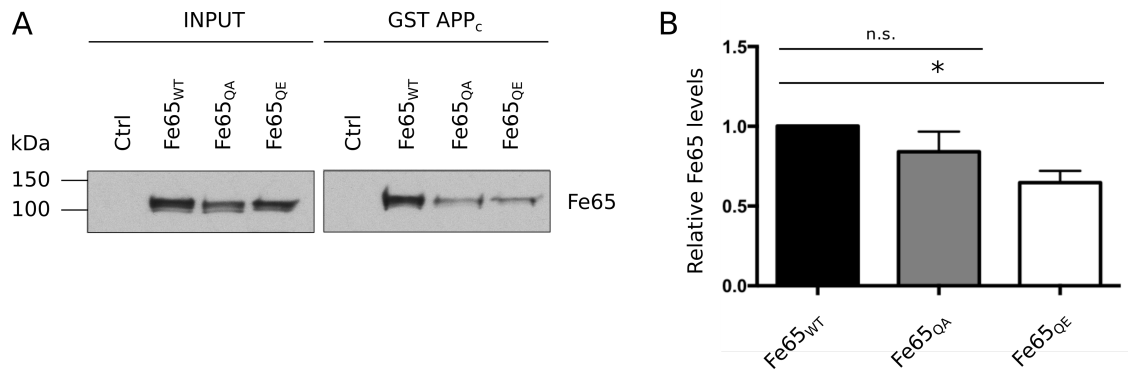 A
INPUT
GST APPc
Ctrl
Fe65WT
Fe65QA
Fe65QE
Ctrl
Fe65WT
Fe65QA
Fe65QE
kDa
150
100
Fe65
B
n.s.
*
Relative Fe65 levels
1.5
1.0
0.5
0.0
Fe65WT
Fe65QA
Fe65QE